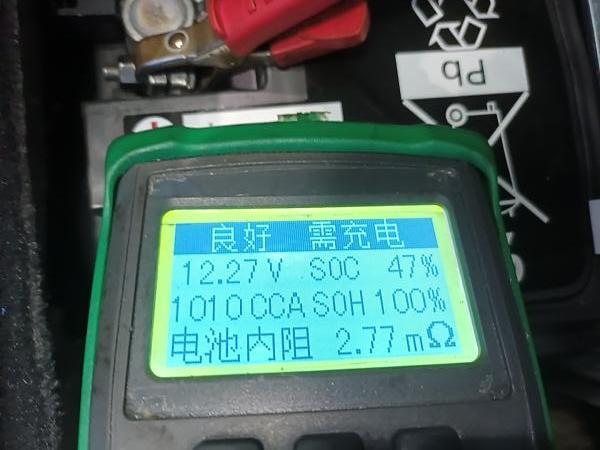 Pb
良好 需充电
12.27V SOC 47%
1010CCA SOH 100%
电池内阻 2.77mΩ